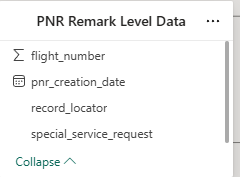 PNR Remark Level Data
flight_number
pnr_creation_date
record_locator
special_service_request
Collapse